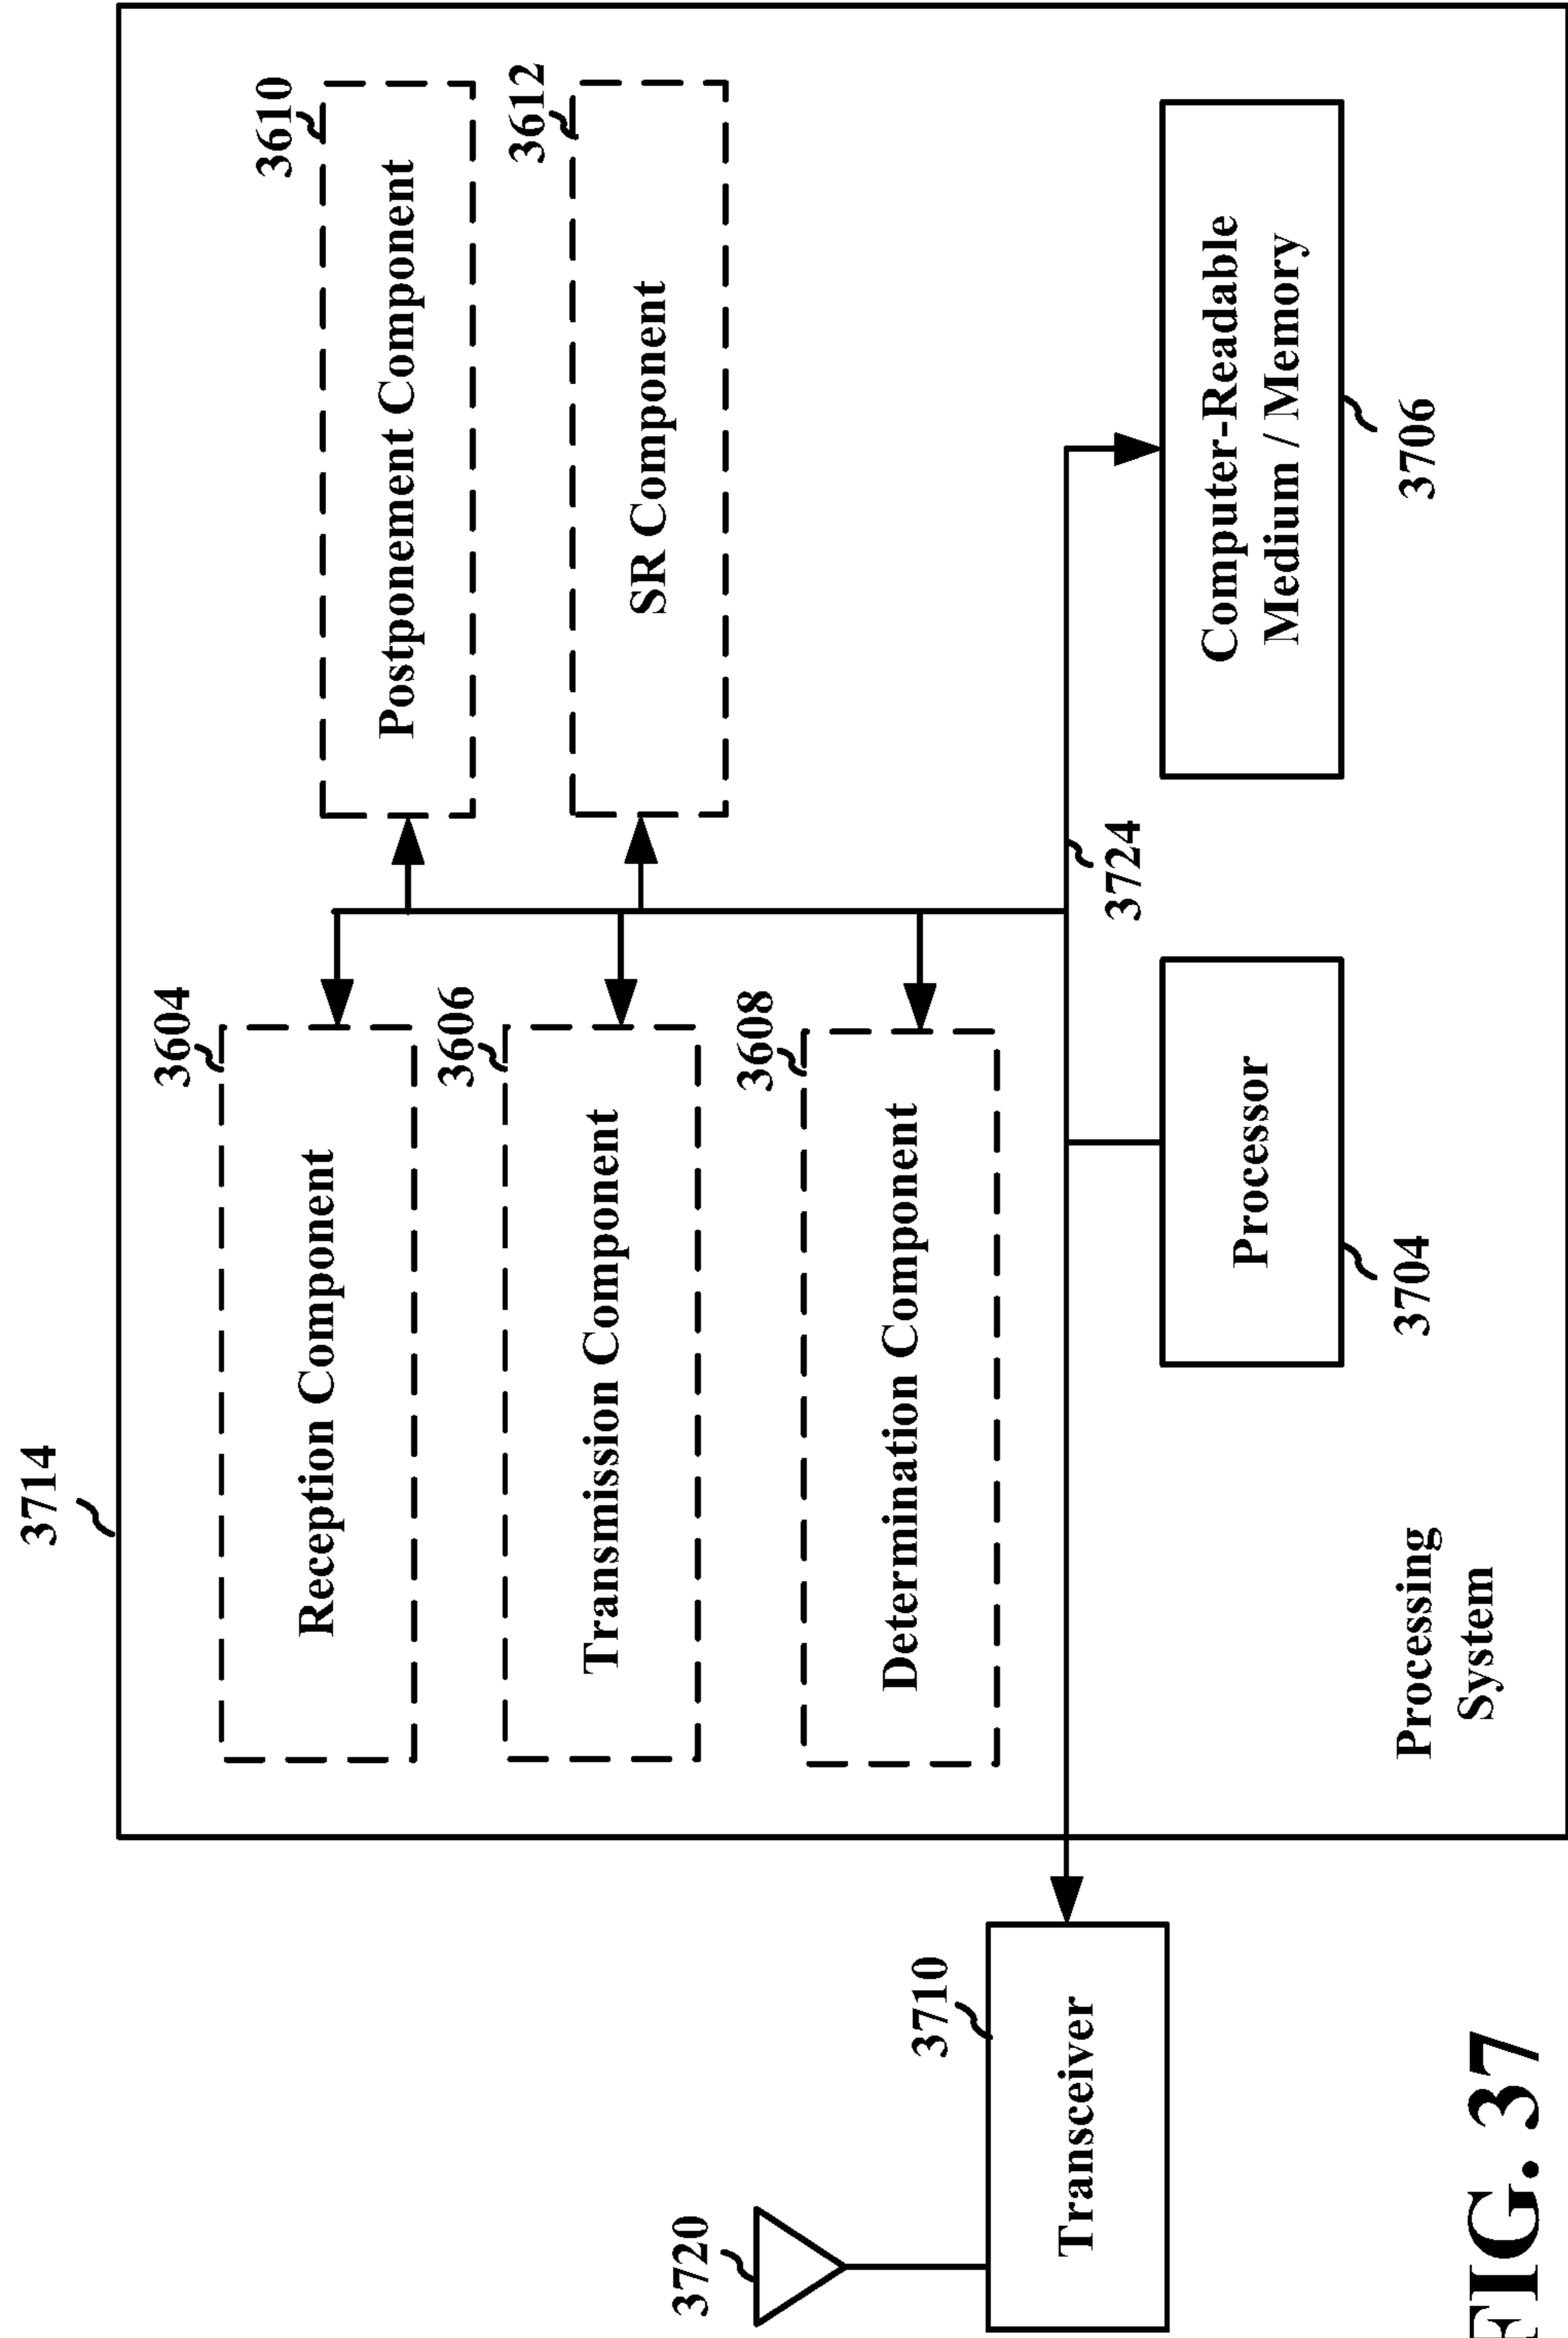 3714
3604
Reception Component
3606
Transmission Component
3608
Determination Component
3610
Postponement Component
3612
SR Component
3720
3710
Transceiver
3724
Processor
3704
Computer-Readable
Medium / Memory
3706
Processing
System
FIG. 37